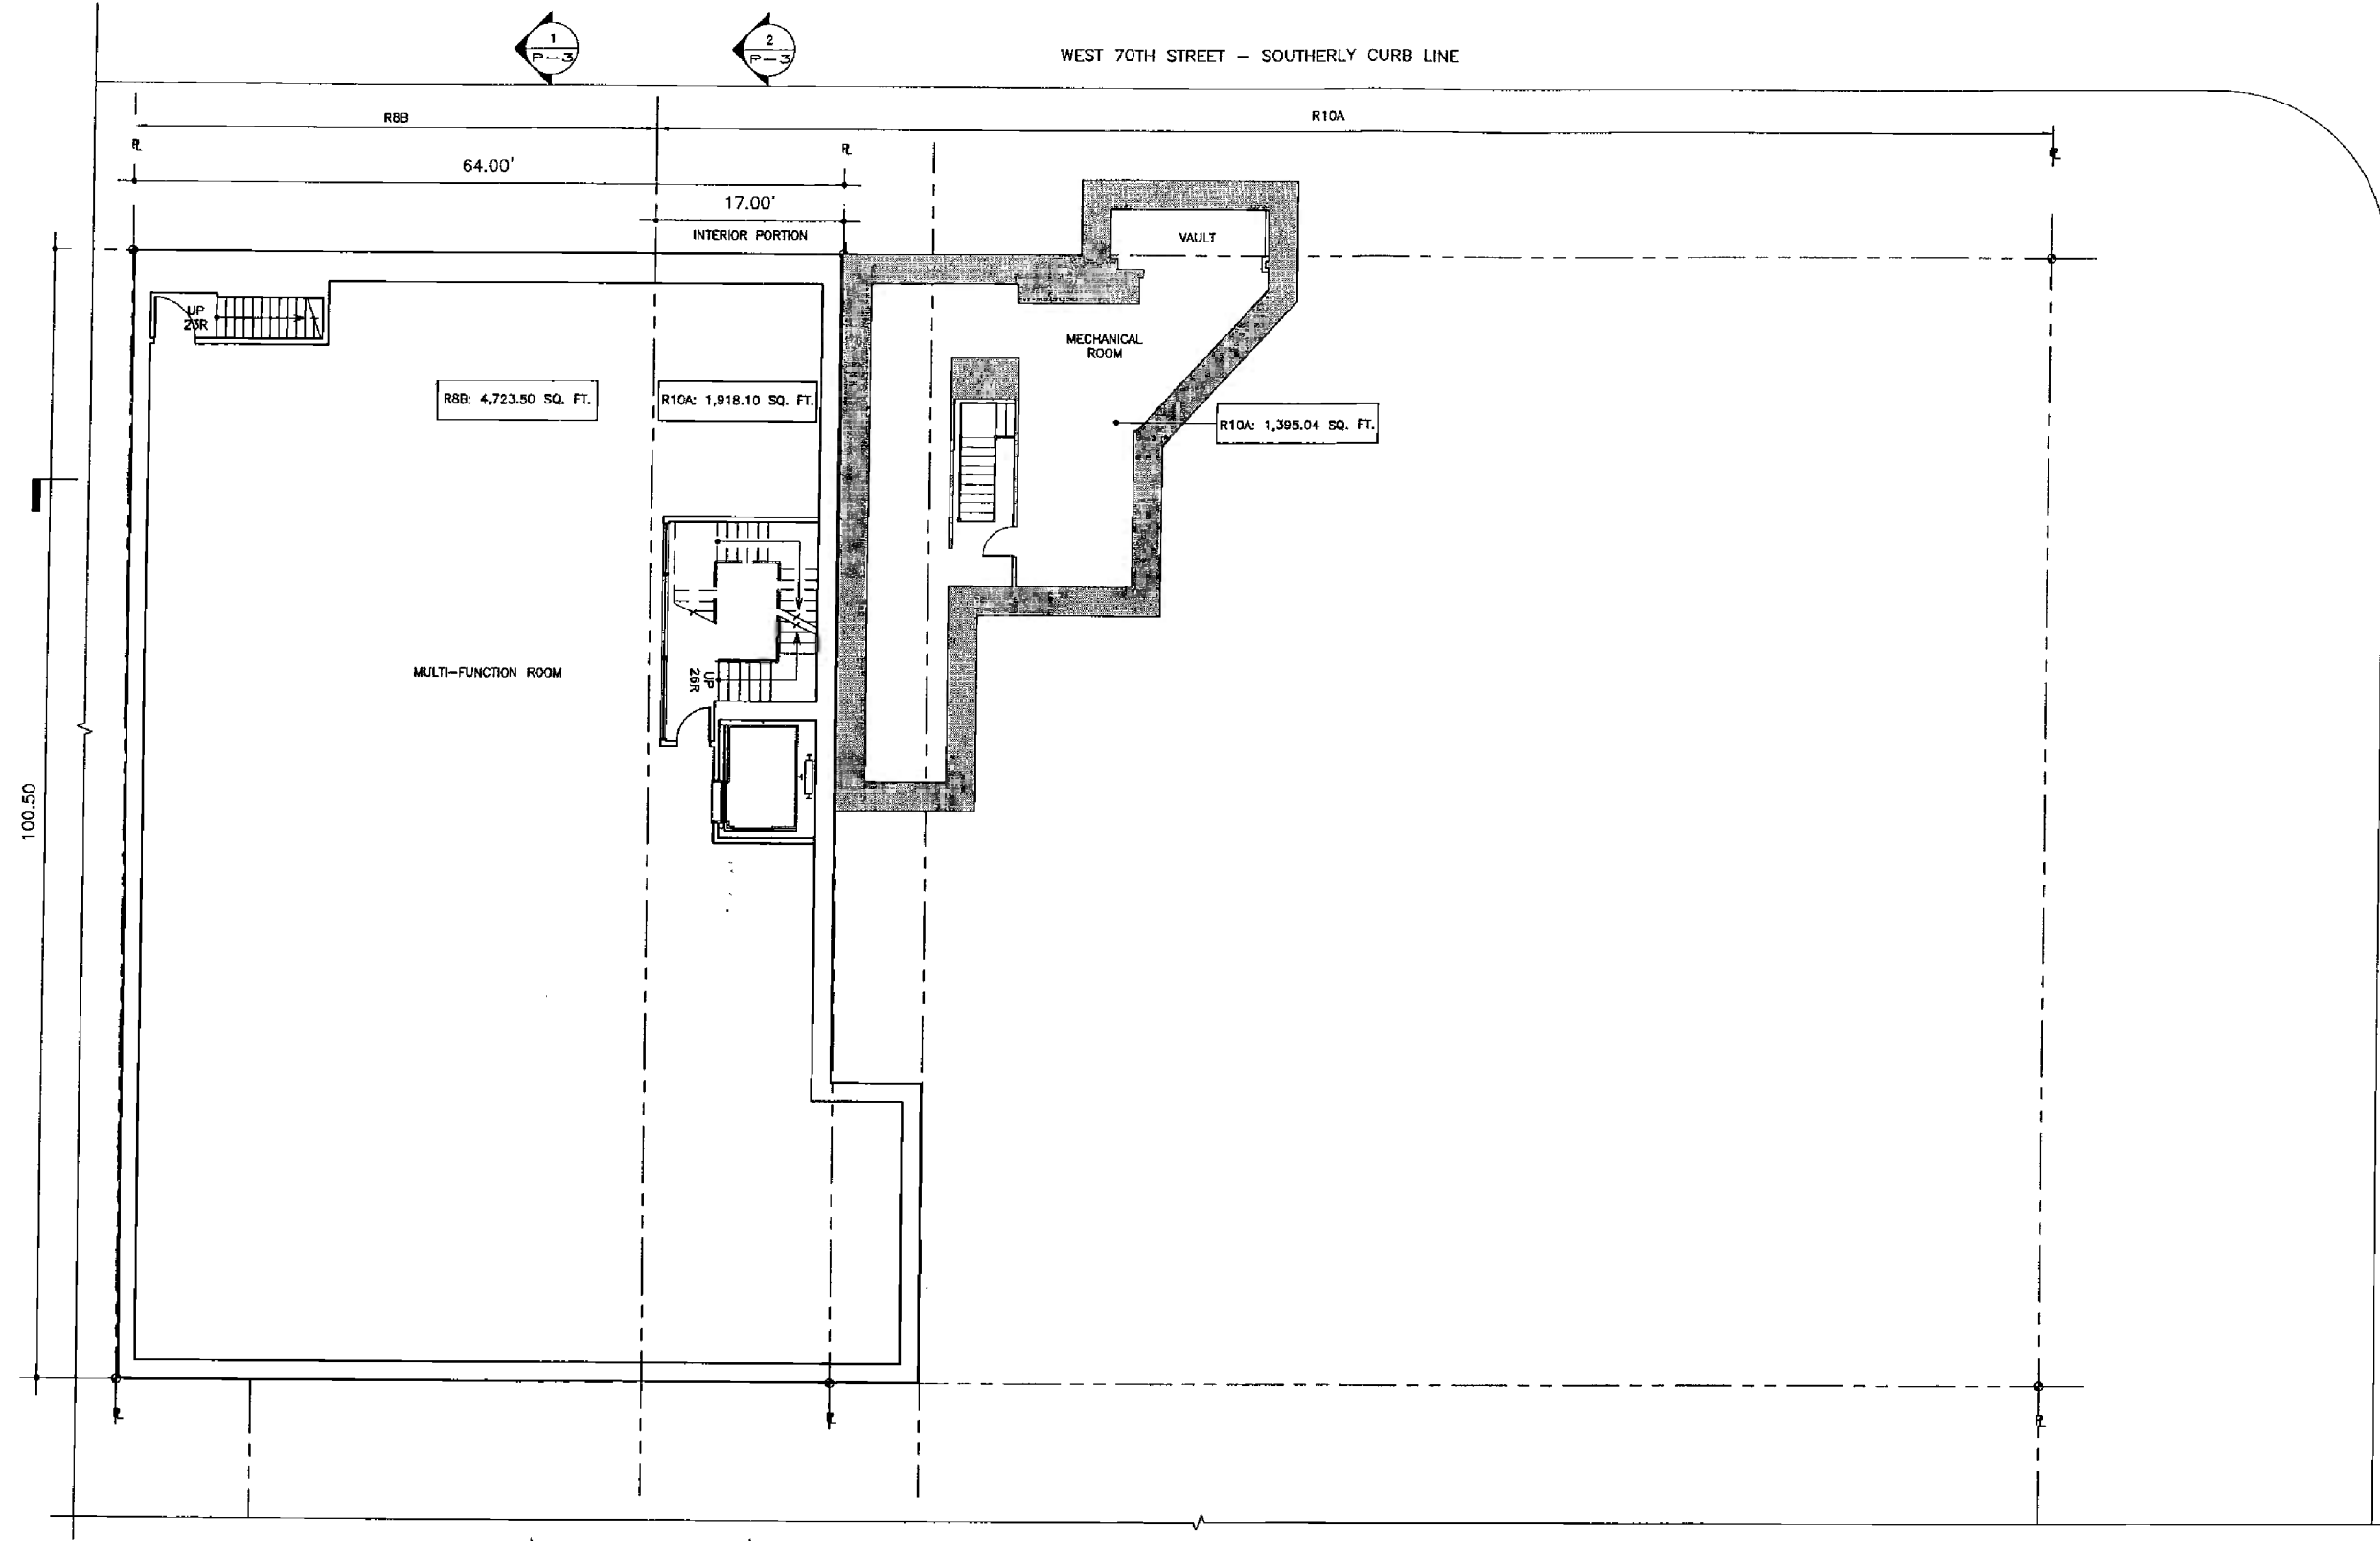 1
P-3
2
P-3
WEST 70TH STREET - SOUTHERLY CURB LINE
R8B
R10A
64.00'
17.00'
INTERIOR PORTION
VAULT
UP
23R
MECHANICAL
ROOM
R8B: 4,723.50 SQ. FT.
R10A: 1,918.10 SQ. FT.
R10A: 1,395.04 SQ. FT.
MULTI-FUNCTION ROOM
UP
26R
100.50